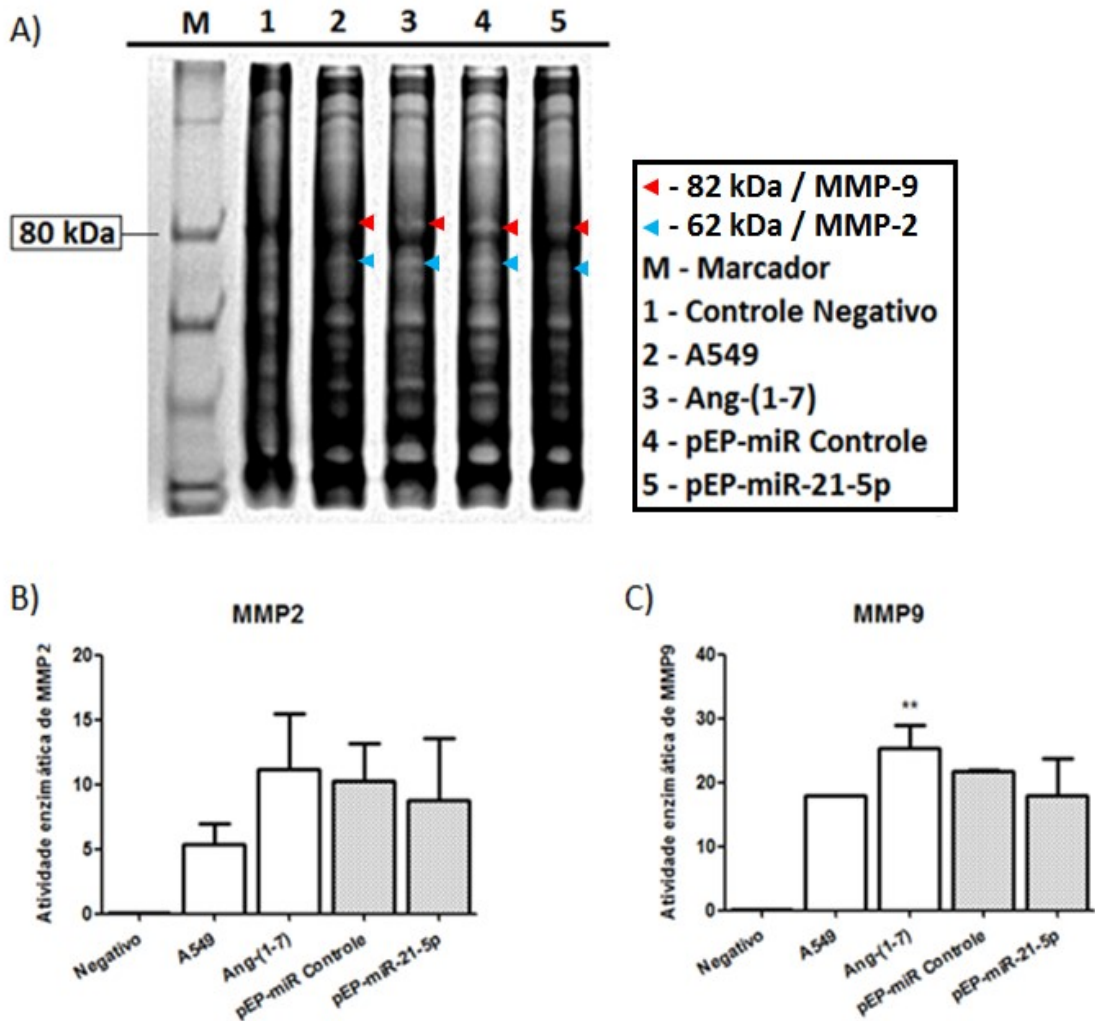 A)
M 1 2 3 4 5
80 kDa
- 82 kDa / MMP-9
- 62 kDa / MMP-2
M - Marcador
1 - Controle Negativo
2 - A549
3 - Ang-(1-7)
4 - pEP-miR Controle
5 - pEP-miR-21-5p
B)
MMP2
Atividade enzimática de MMP2
20
15
10
5
0
Negativo
A549
Ang-(1-7)
pEP-miR Controle
pEP-miR-21-5p
C)
MMP9
Atividade enzimática de MMP9
40
30
20
10
0
**
Negativo
A549
Ang-(1-7)
pEP-miR Controle
pEP-miR-21-5p